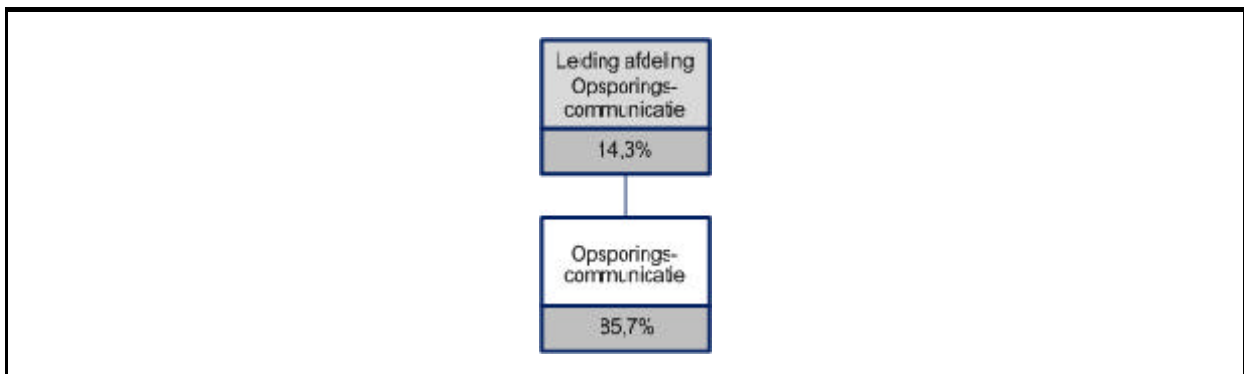 Leiding afdeling
Opsporings-
communicatie
14,3%
Opsporings-
communicatie
85,7%